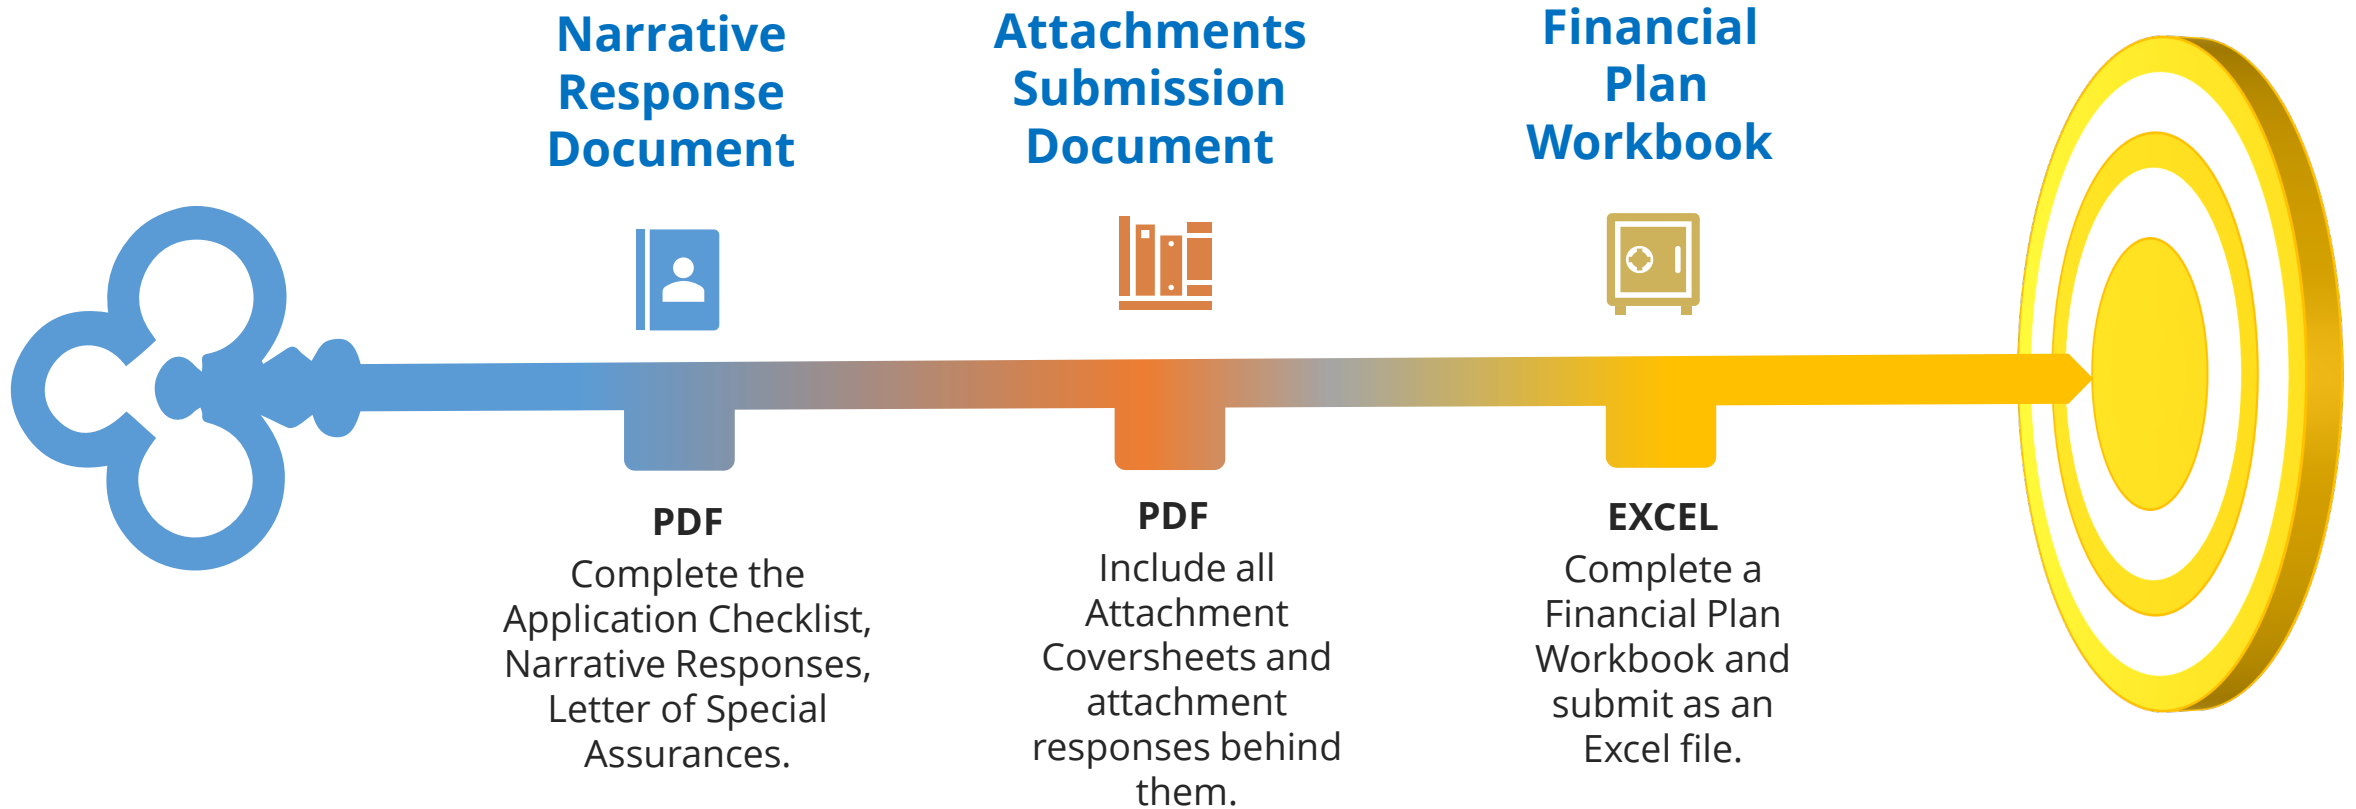 Narrative
Response
Document
Attachments
Submission
Document
Financial
Plan
Workbook
PDF
Complete the
Application Checklist,
Narrative Responses,
Letter of Special
Assurances.
PDF
Include all
Attachment
Coversheets and
attachment
responses behind
them.
EXCEL
Complete a
Financial Plan
Workbook and
submit as an
Excel file.